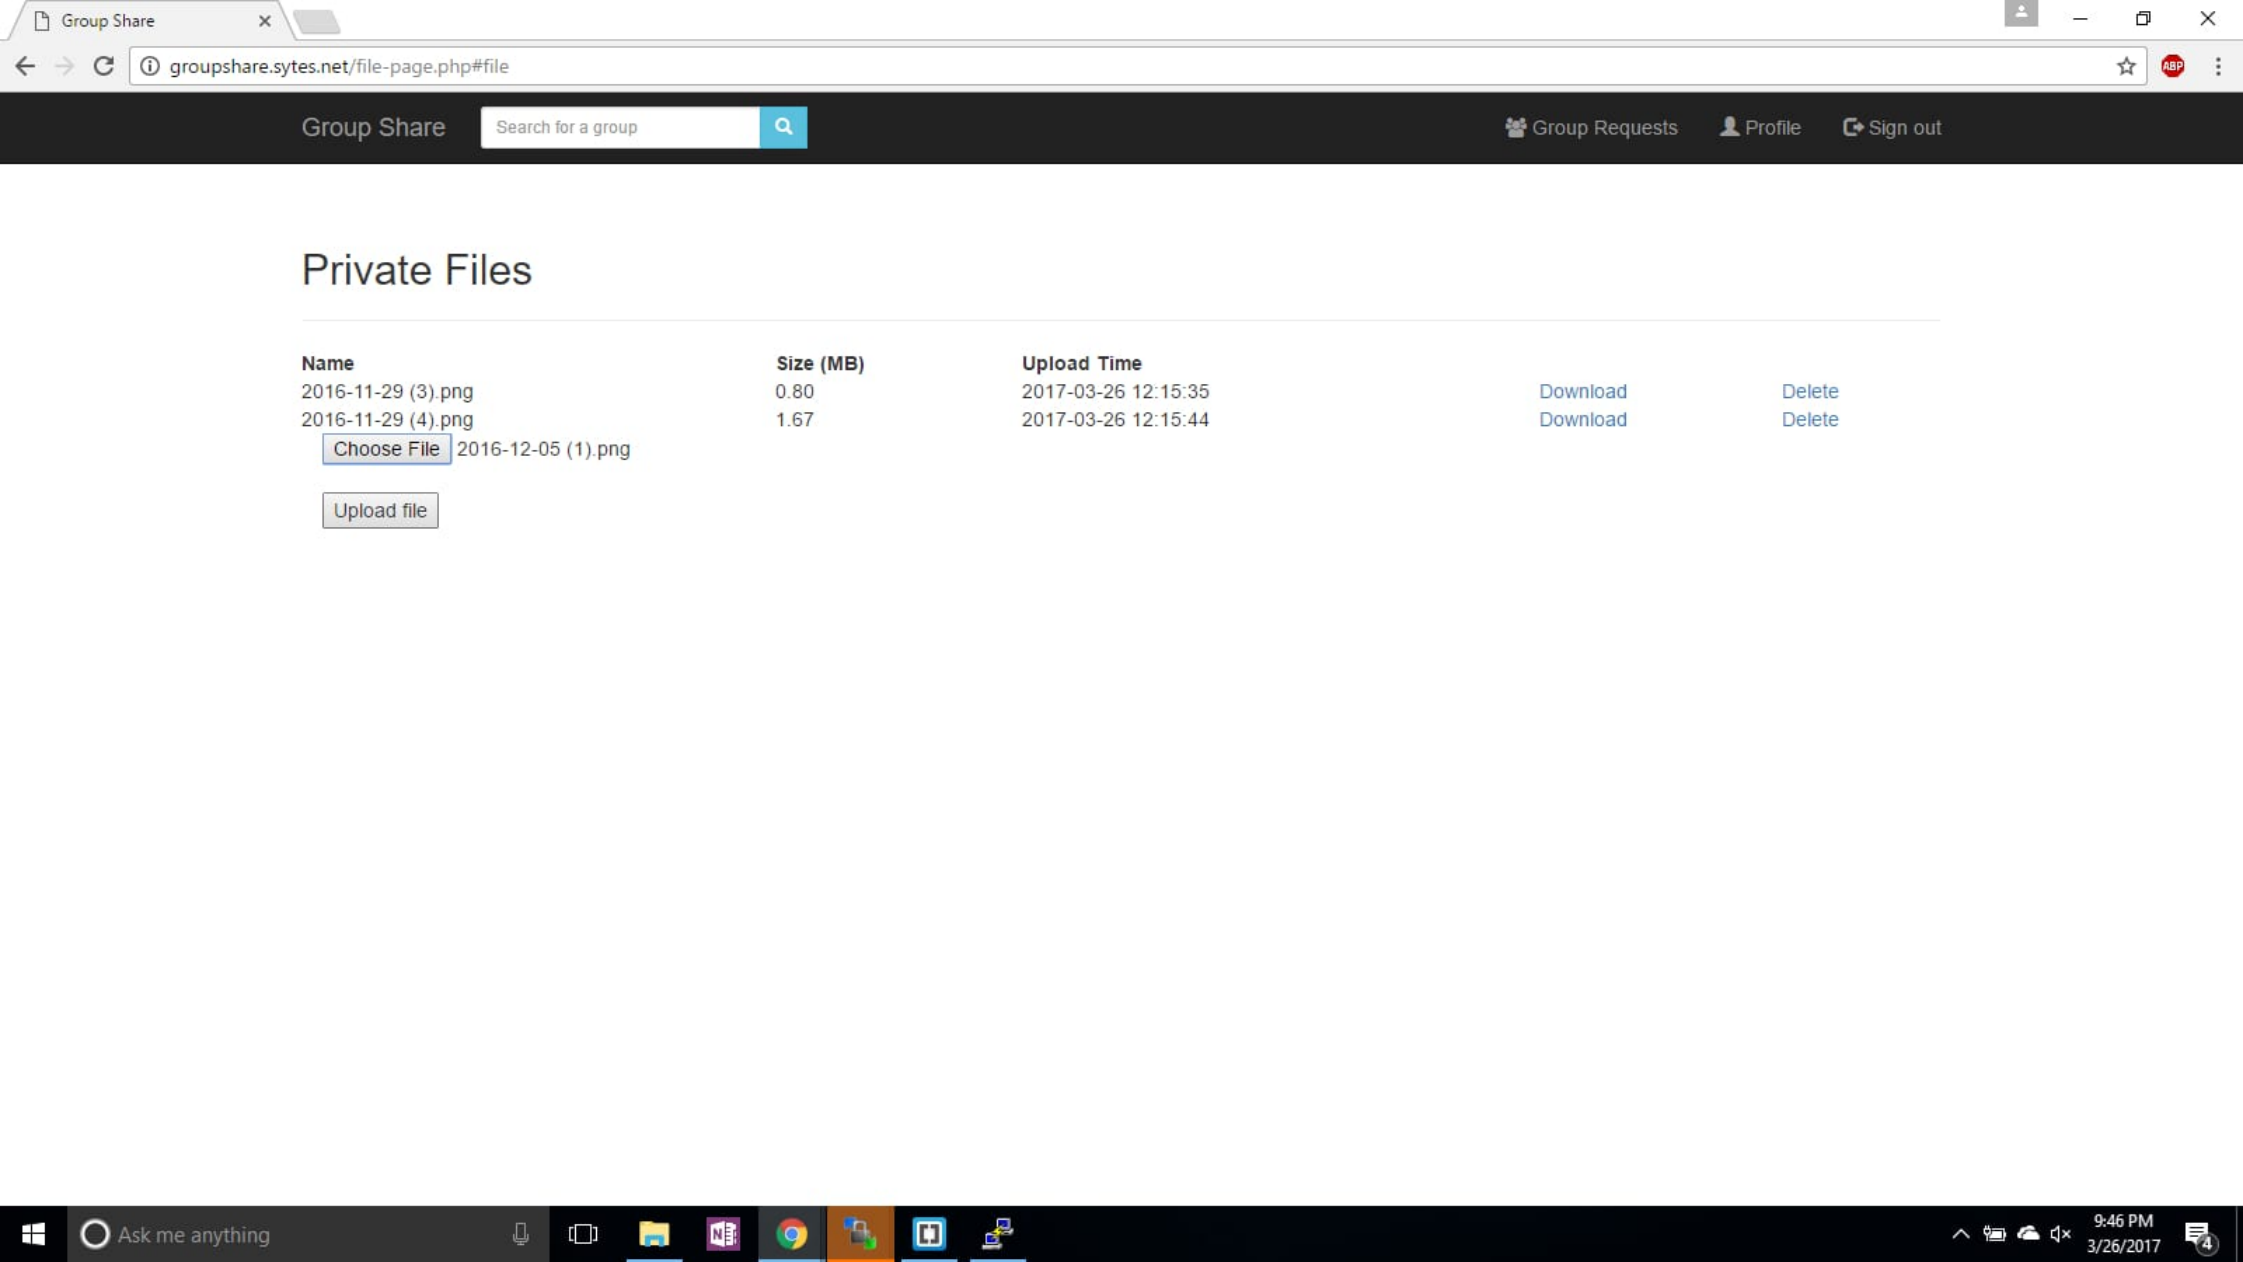 Group Share
groupshare.sytes.net/file-page.php#file
ABP
Group Share
Search for a group
Group Requests
Profile
Sign out
Private Files
Name Size (MB) Upload Time
2016-11-29 (3).png 0.80 2017-03-26 12:15:35 Download Delete
2016-11-29 (4).png 1.67 2017-03-26 12:15:44 Download Delete
Choose File 2016-12-05 (1).png
Upload file
Ask me anything
N
9:46 PM
3/26/2017
4